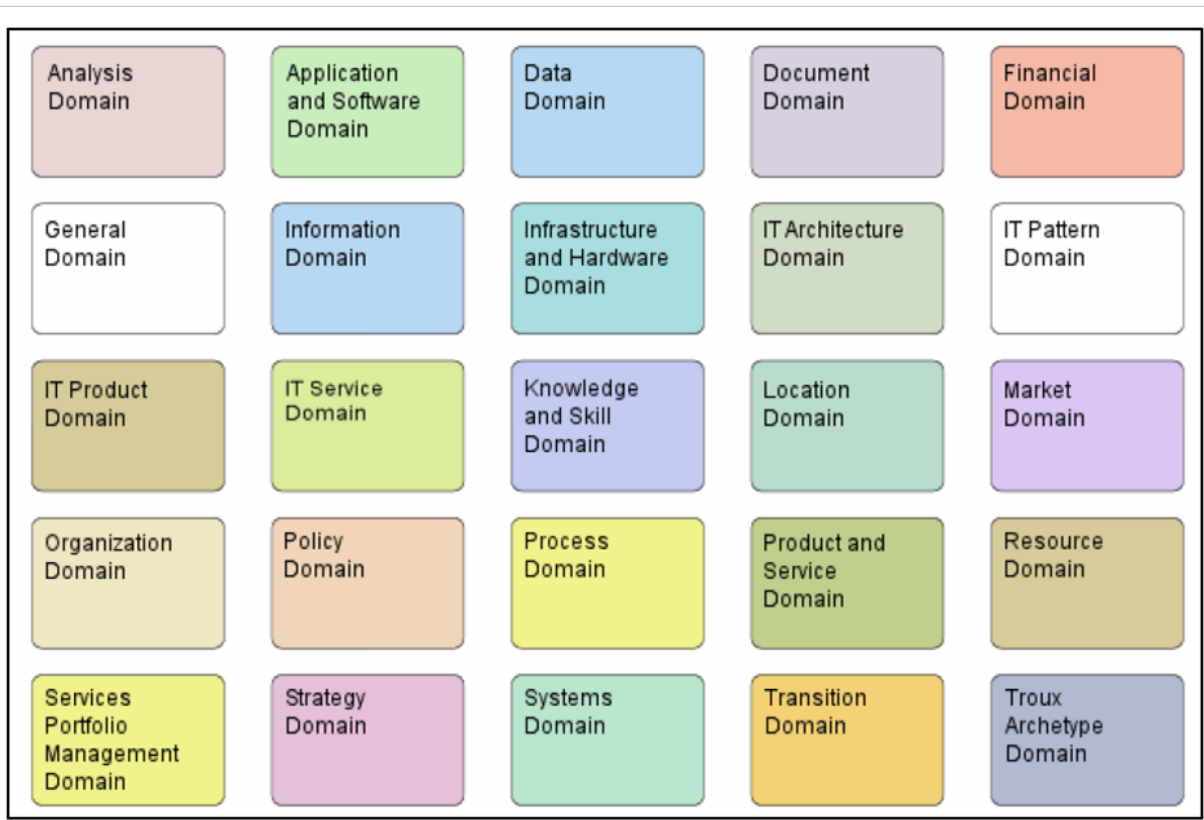 Analysis
Domain
Application
and Software
Domain
Data
Domain
Document
Domain
Financial
Domain
General
Domain
Information
Domain
Infrastructure
and Hardware
Domain
IT Architecture
Domain
IT Pattern
Domain
IT Product
Domain
IT Service
Domain
Knowledge
and Skill
Domain
Location
Domain
Market
Domain
Organization
Domain
Policy
Domain
Process
Domain
Product and
Service
Domain
Resource
Domain
Services
Portfolio
Management
Domain
Strategy
Domain
Systems
Domain
Transition
Domain
Troux
Archetype
Domain